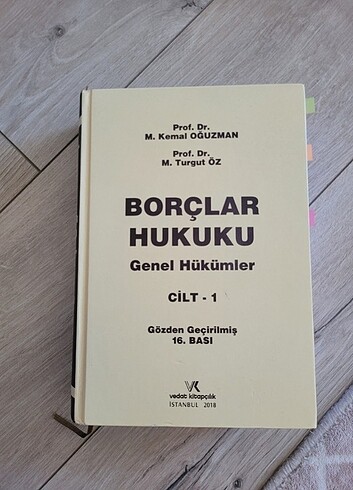 Prof. Dr.
M. Kemal OĞUZMAN
Prof. Dr.
M. Turgut ÖZ
BORÇLAR
HUKUKU
Genel Hükümler
CİLT - 1
Gözden Geçirilmiş
16. BASI
vedat kitapçılık
İSTANBUL 2018